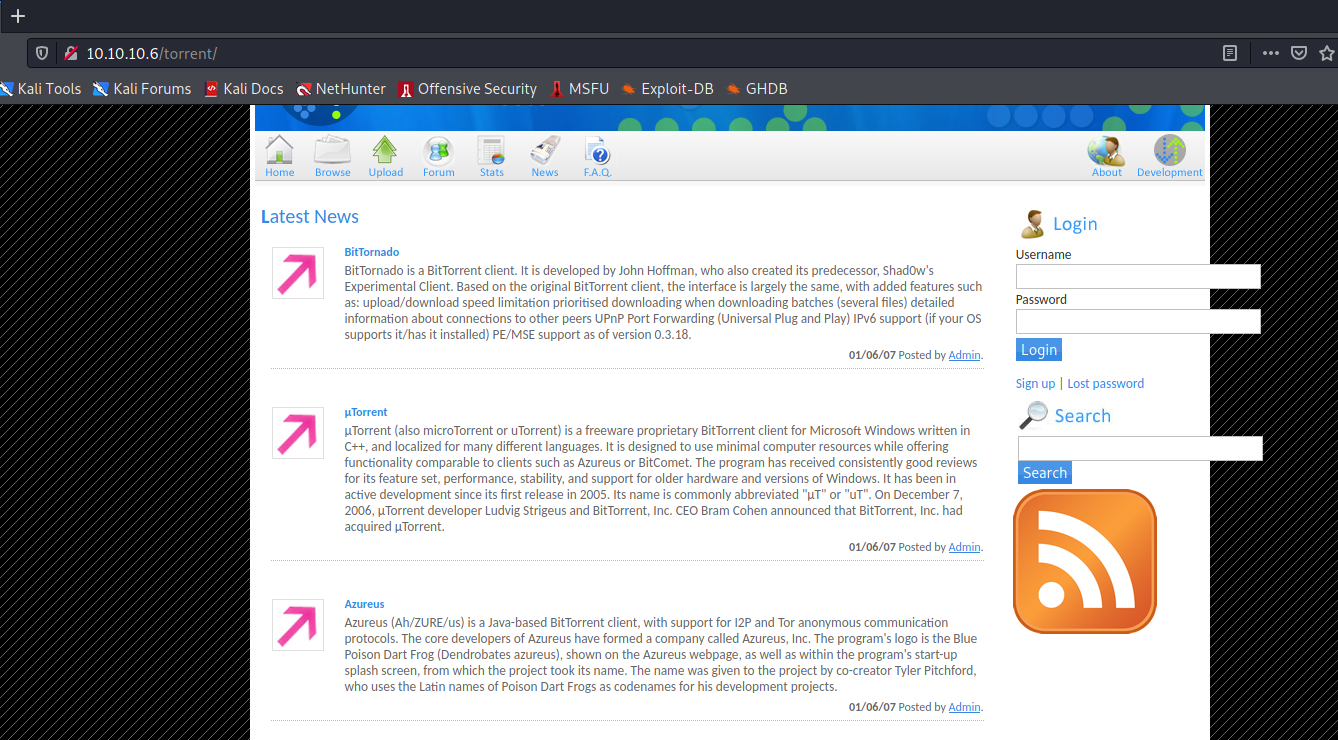 10.10.10.6/torrent/
Kali Tools Kali Forums Kali Docs NetHunter Offensive Security MSFU Exploit-DB GHDB
Home Browse Upload Forum Stats News F.A.Q. About Development
Latest News
BitTornado
BitTornado is a BitTorrent client. It is developed by John Hoffman, who also created its predecessor, Shad0w's
Experimental Client. Based on the original BitTorrent client, the interface is largely the same, with added features such
as: upload/download speed limitation prioritised downloading when downloading batches (several files) detailed
information about connections to other peers UPnP Port Forwarding (Universal Plug and Play) IPv6 support (if your OS
supports it/has it installed) PE/MSE support as of version 0.3.18.
01/06/07 Posted by Admin.
µTorrent
µTorrent (also microTorrent or uTorrent) is a freeware proprietary BitTorrent client for Microsoft Windows written in
C++, and localized for many different languages. It is designed to use minimal computer resources while offering
functionality comparable to clients such as Azureus or BitComet. The program has received consistently good reviews
for its feature set, performance, stability, and support for older hardware and versions of Windows. It has been in
active development since its first release in 2005. Its name is commonly abbreviated "µT" or "uT". On December 7,
2006, µTorrent developer Ludvig Strigeus and BitTorrent, Inc. CEO Bram Cohen announced that BitTorrent, Inc. had
acquired µTorrent.
01/06/07 Posted by Admin.
Azureus
Azureus (Ah/ZURE/us) is a Java-based BitTorrent client, with support for I2P and Tor anonymous communication
protocols. The core developers of Azureus have formed a company called Azureus, Inc. The program's logo is the Blue
Poison Dart Frog (Dendrobates azureus), shown on the Azureus webpage, as well as within the program's start-up
splash screen, from which the project took its name. The name was given to the project by co-creator Tyler Pitchford,
who uses the Latin names of Poison Dart Frogs as codenames for his development projects.
01/06/07 Posted by Admin.
Login
Username
Password
Login
Sign up | Lost password
Search
Search